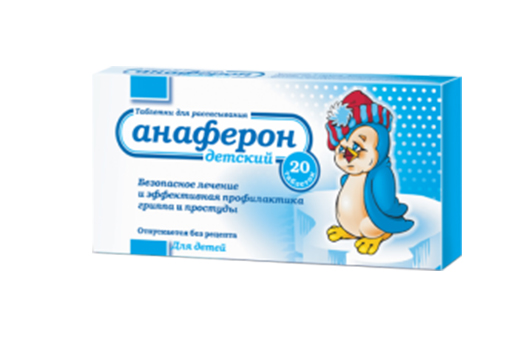 Таблетки для рассасывания
анаферон
детский
20
таблеток
Безопасное лечение
и эффективная профилактика
гриппа и простуды
Отпускается без рецепта
Для детей